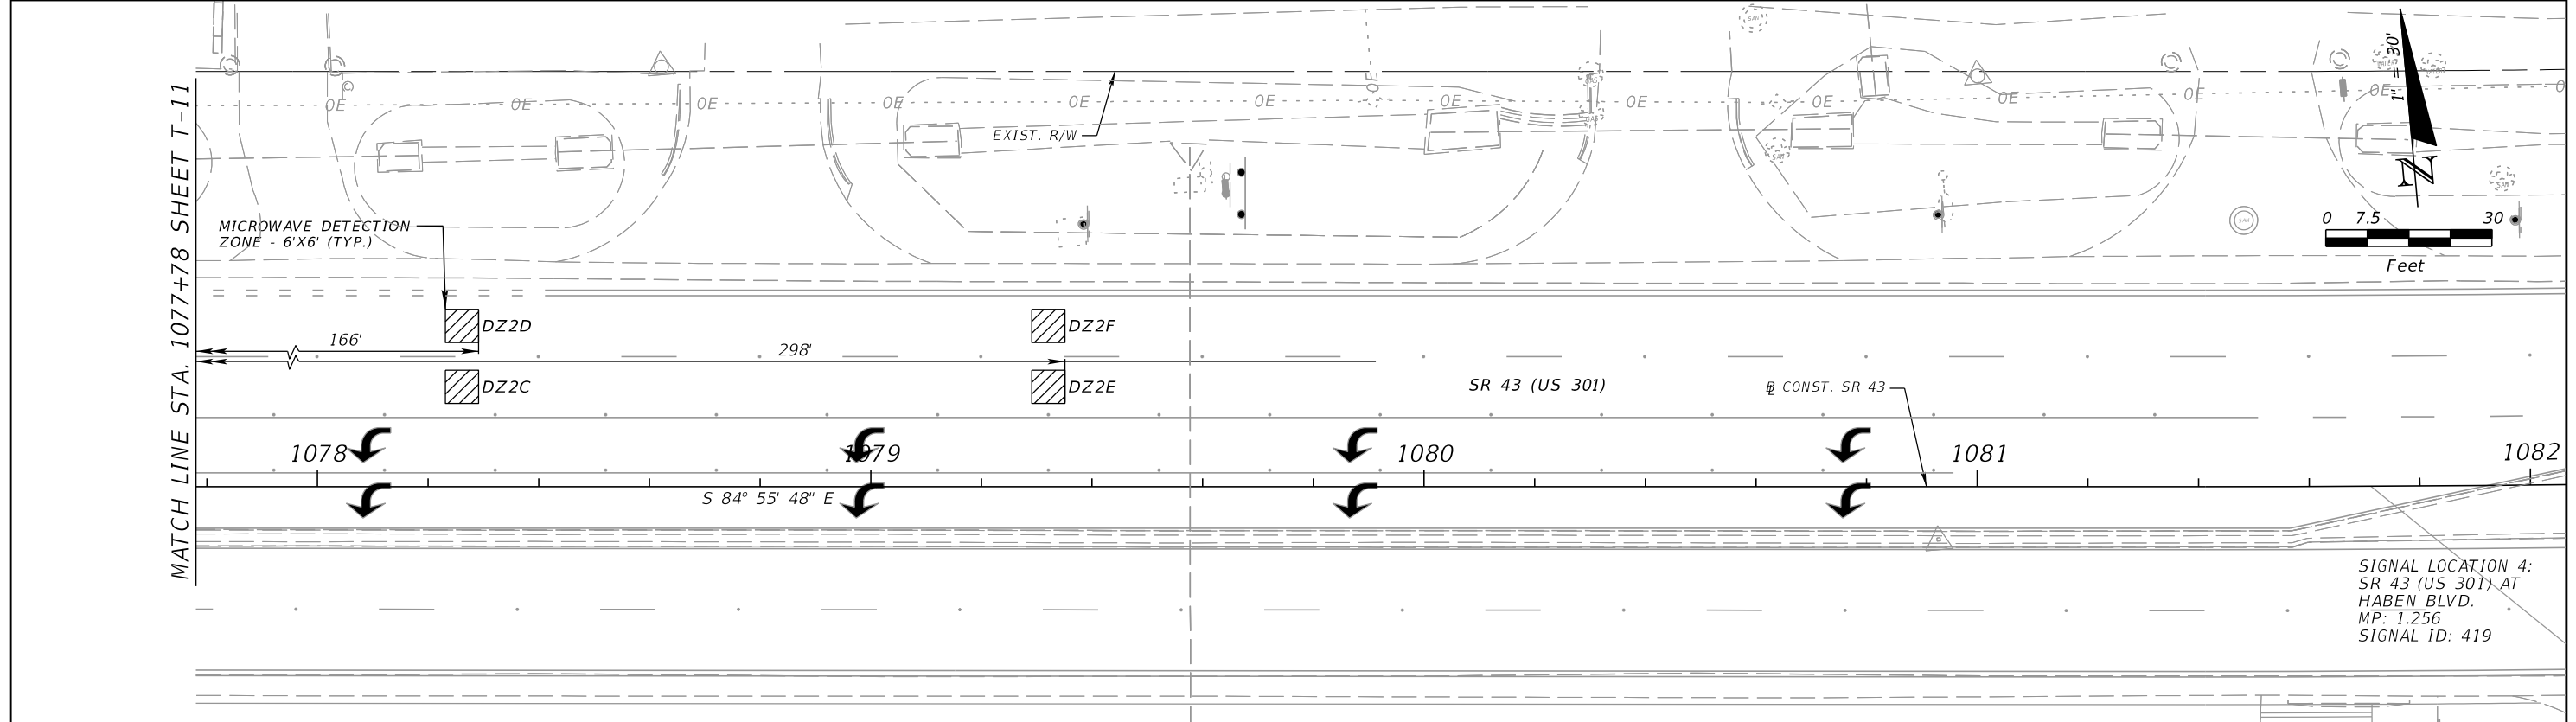 MATCH LINE STA. 1077+78 SHEET T-11
OE OE OE OE OE OE OE OE OE OE OE OE
OE
EXIST. R/W
1" = 30'
N
0 7.5 30
Feet
MICROWAVE DETECTION
ZONE - 6'X6' (TYP.)
SAN
DZ2D
DZ2F
166'
298'
DZ2C
DZ2E
SR 43 (US 301)
℄ CONST. SR 43
1078 1079 1080 1081 1082
S 84° 55' 48" E
SIGNAL LOCATION 4:
SR 43 (US 301) AT
HABEN BLVD.
MP: 1.256
SIGNAL ID: 419